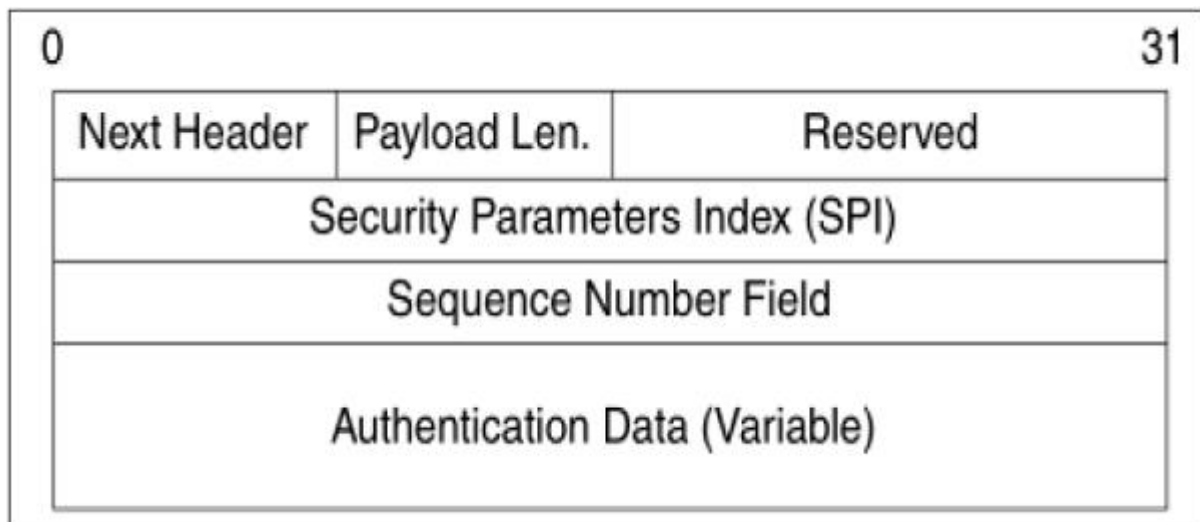 0 31
Next Header Payload Len. Reserved
Security Parameters Index (SPI)
Sequence Number Field
Authentication Data (Variable)